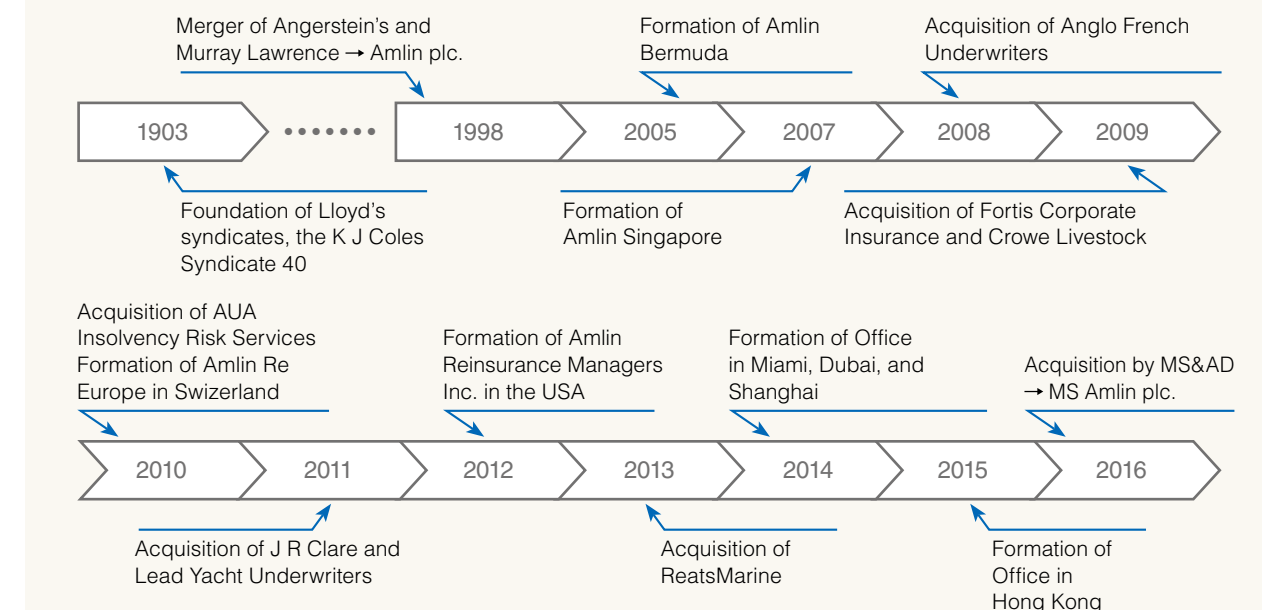 Merger of Angerstein's and
Murray Lawrence → Amlin plc.
Formation of Amlin
Bermuda
Acquisition of Anglo French
Underwriters
1903
1998
2005
2007
2008
2009
Foundation of Lloyd's
syndicates, the K J Coles
Syndicate 40
Formation of
Amlin Singapore
Acquisition of Fortis Corporate
Insurance and Crowe Livestock
Acquisition of AUA
Insolvency Risk Services
Formation of Amlin Re
Europe in Swizerland
Formation of Amlin
Reinsurance Managers
Inc. in the USA
Formation of Office
in Miami, Dubai, and
Shanghai
Acquisition by MS&AD
→ MS Amlin plc.
2010
2011
2012
2013
2014
2015
2016
Acquisition of J R Clare and
Lead Yacht Underwriters
Acquisition of
ReatsMarine
Formation of
Office in
Hong Kong